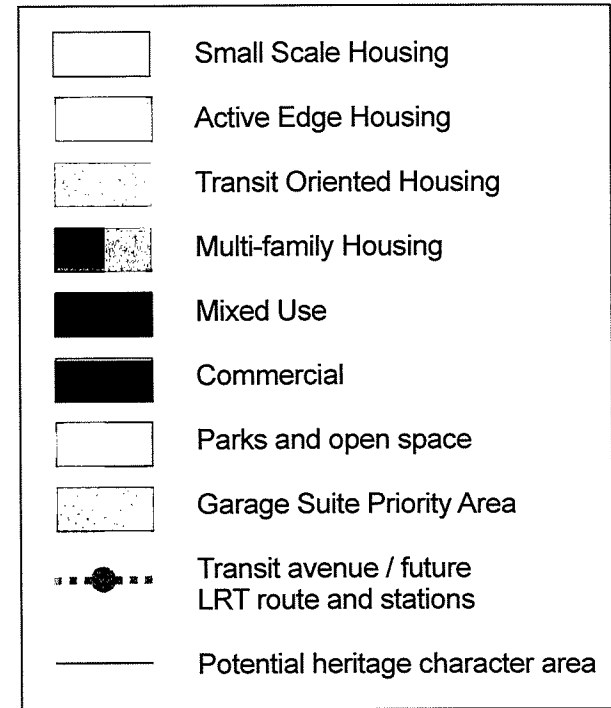 Small Scale Housing
Active Edge Housing
Transit Oriented Housing
Multi-family Housing
Mixed Use
Commercial
Parks and open space
Garage Suite Priority Area
Transit avenue / future
LRT route and stations
Potential heritage character area